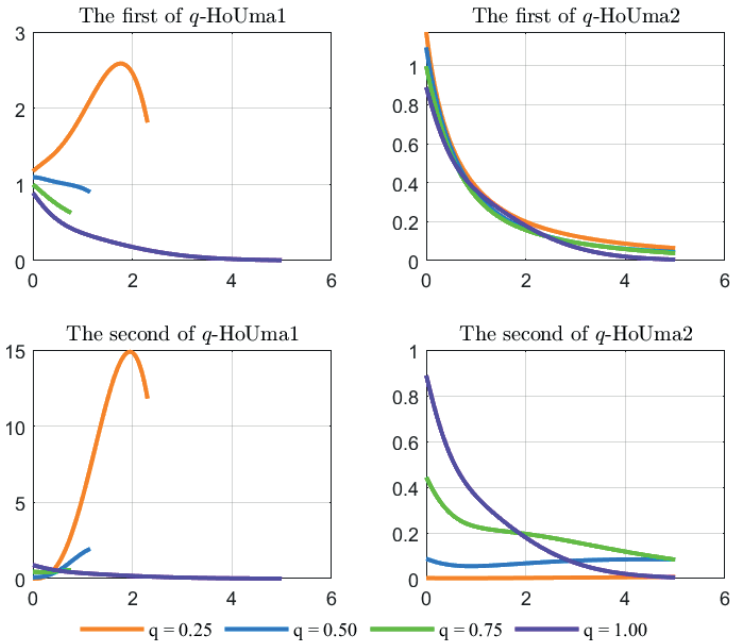 The first of q-HoUma1
3
2
1
0
0 2 4 6
The first of q-HoUma2
1
0.8
0.6
0.4
0.2
0
0 2 4 6
The second of q-HoUma1
15
10
5
0
0 2 4 6
The second of q-HoUma2
1
0.8
0.6
0.4
0.2
0
0 2 4 6
q = 0.25 q = 0.50 q = 0.75 q = 1.00